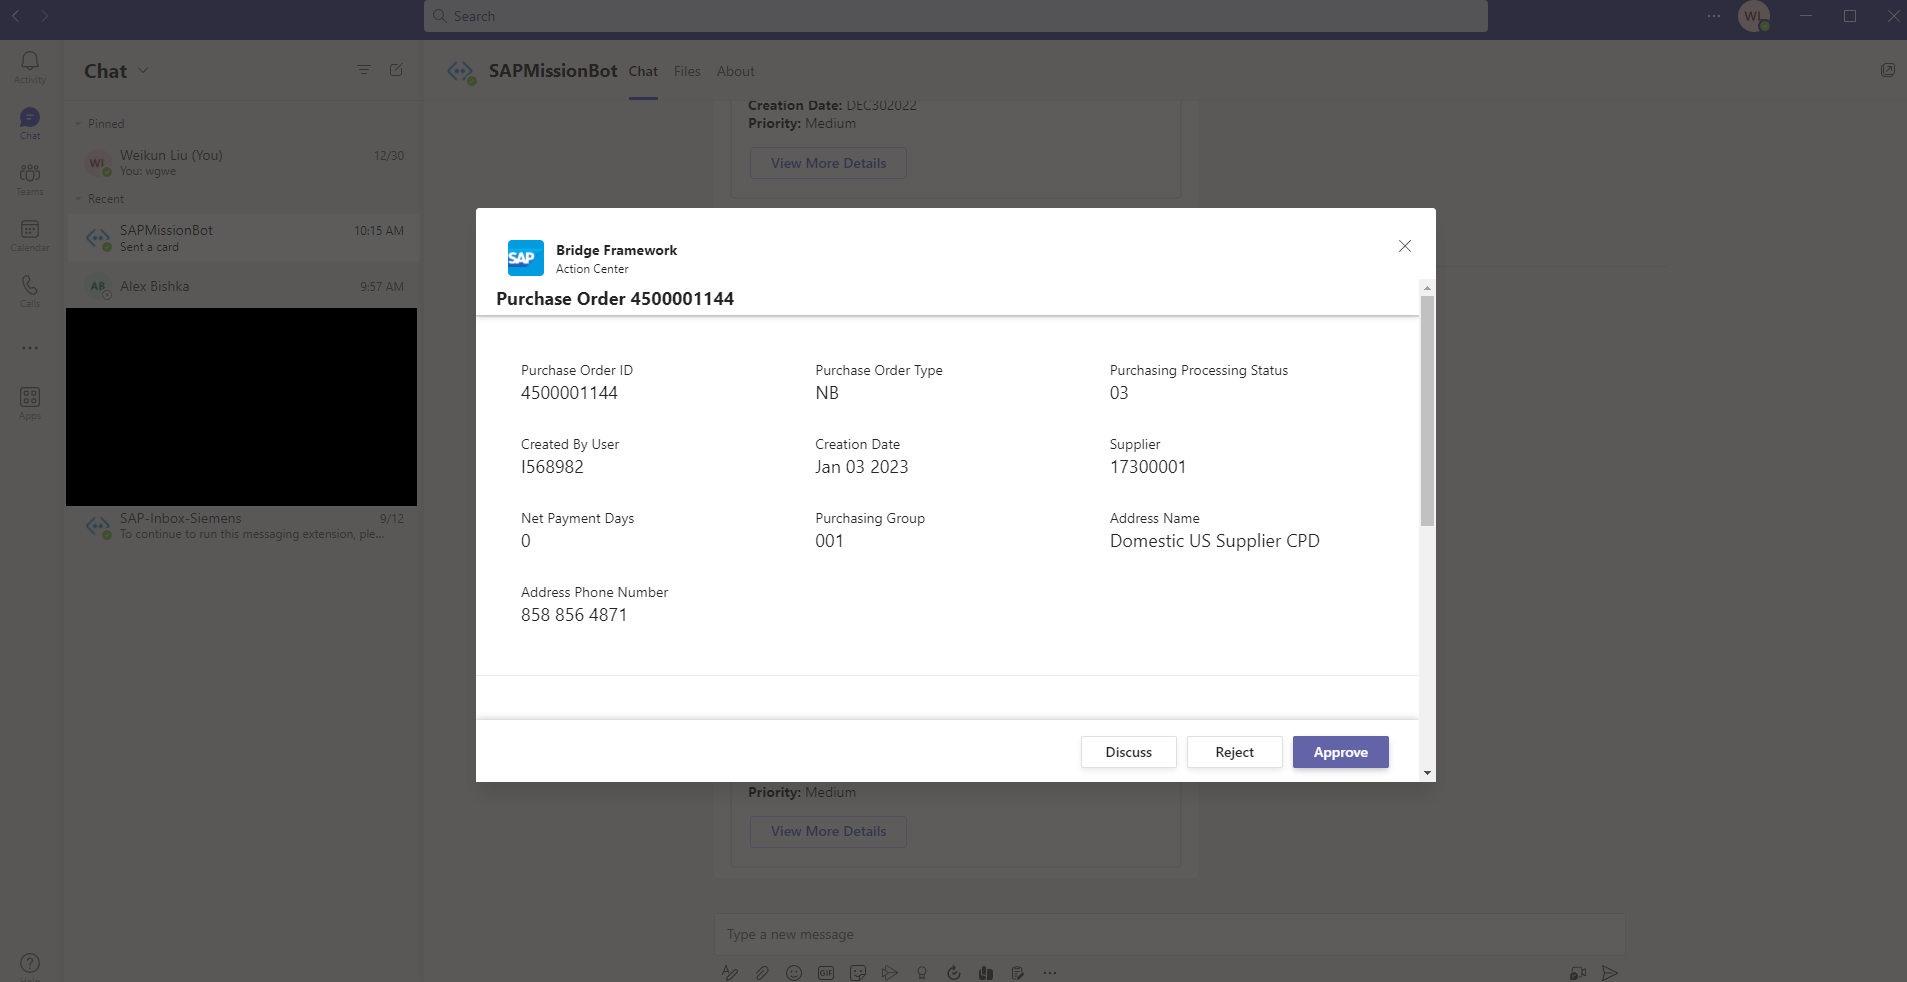 Search
WL
Activity
Chat
Teams
Calendar
Calls
Apps
Chat
Pinned
WL
Weikun Liu (You)
12/30
You: wgwe
Recent
SAPMissionBot
10:15 AM
Sent a card
AB
Alex Bishka
9:57 AM
SAP-Inbox-Siemens
9/12
To continue to run this messaging extension, ple...
SAPMissionBot
Chat
Files
About
Creation Date: DEC302022
Priority: Medium
View More Details
SAP
Bridge Framework
Action Center
Purchase Order 4500001144
Purchase Order ID
4500001144
Purchase Order Type
NB
Purchasing Processing Status
03
Created By User
I568982
Creation Date
Jan 03 2023
Supplier
17300001
Net Payment Days
0
Purchasing Group
001
Address Name
Domestic US Supplier CPD
Address Phone Number
858 856 4871
Discuss
Reject
Approve
Priority: Medium
View More Details
Type a new message
GIF